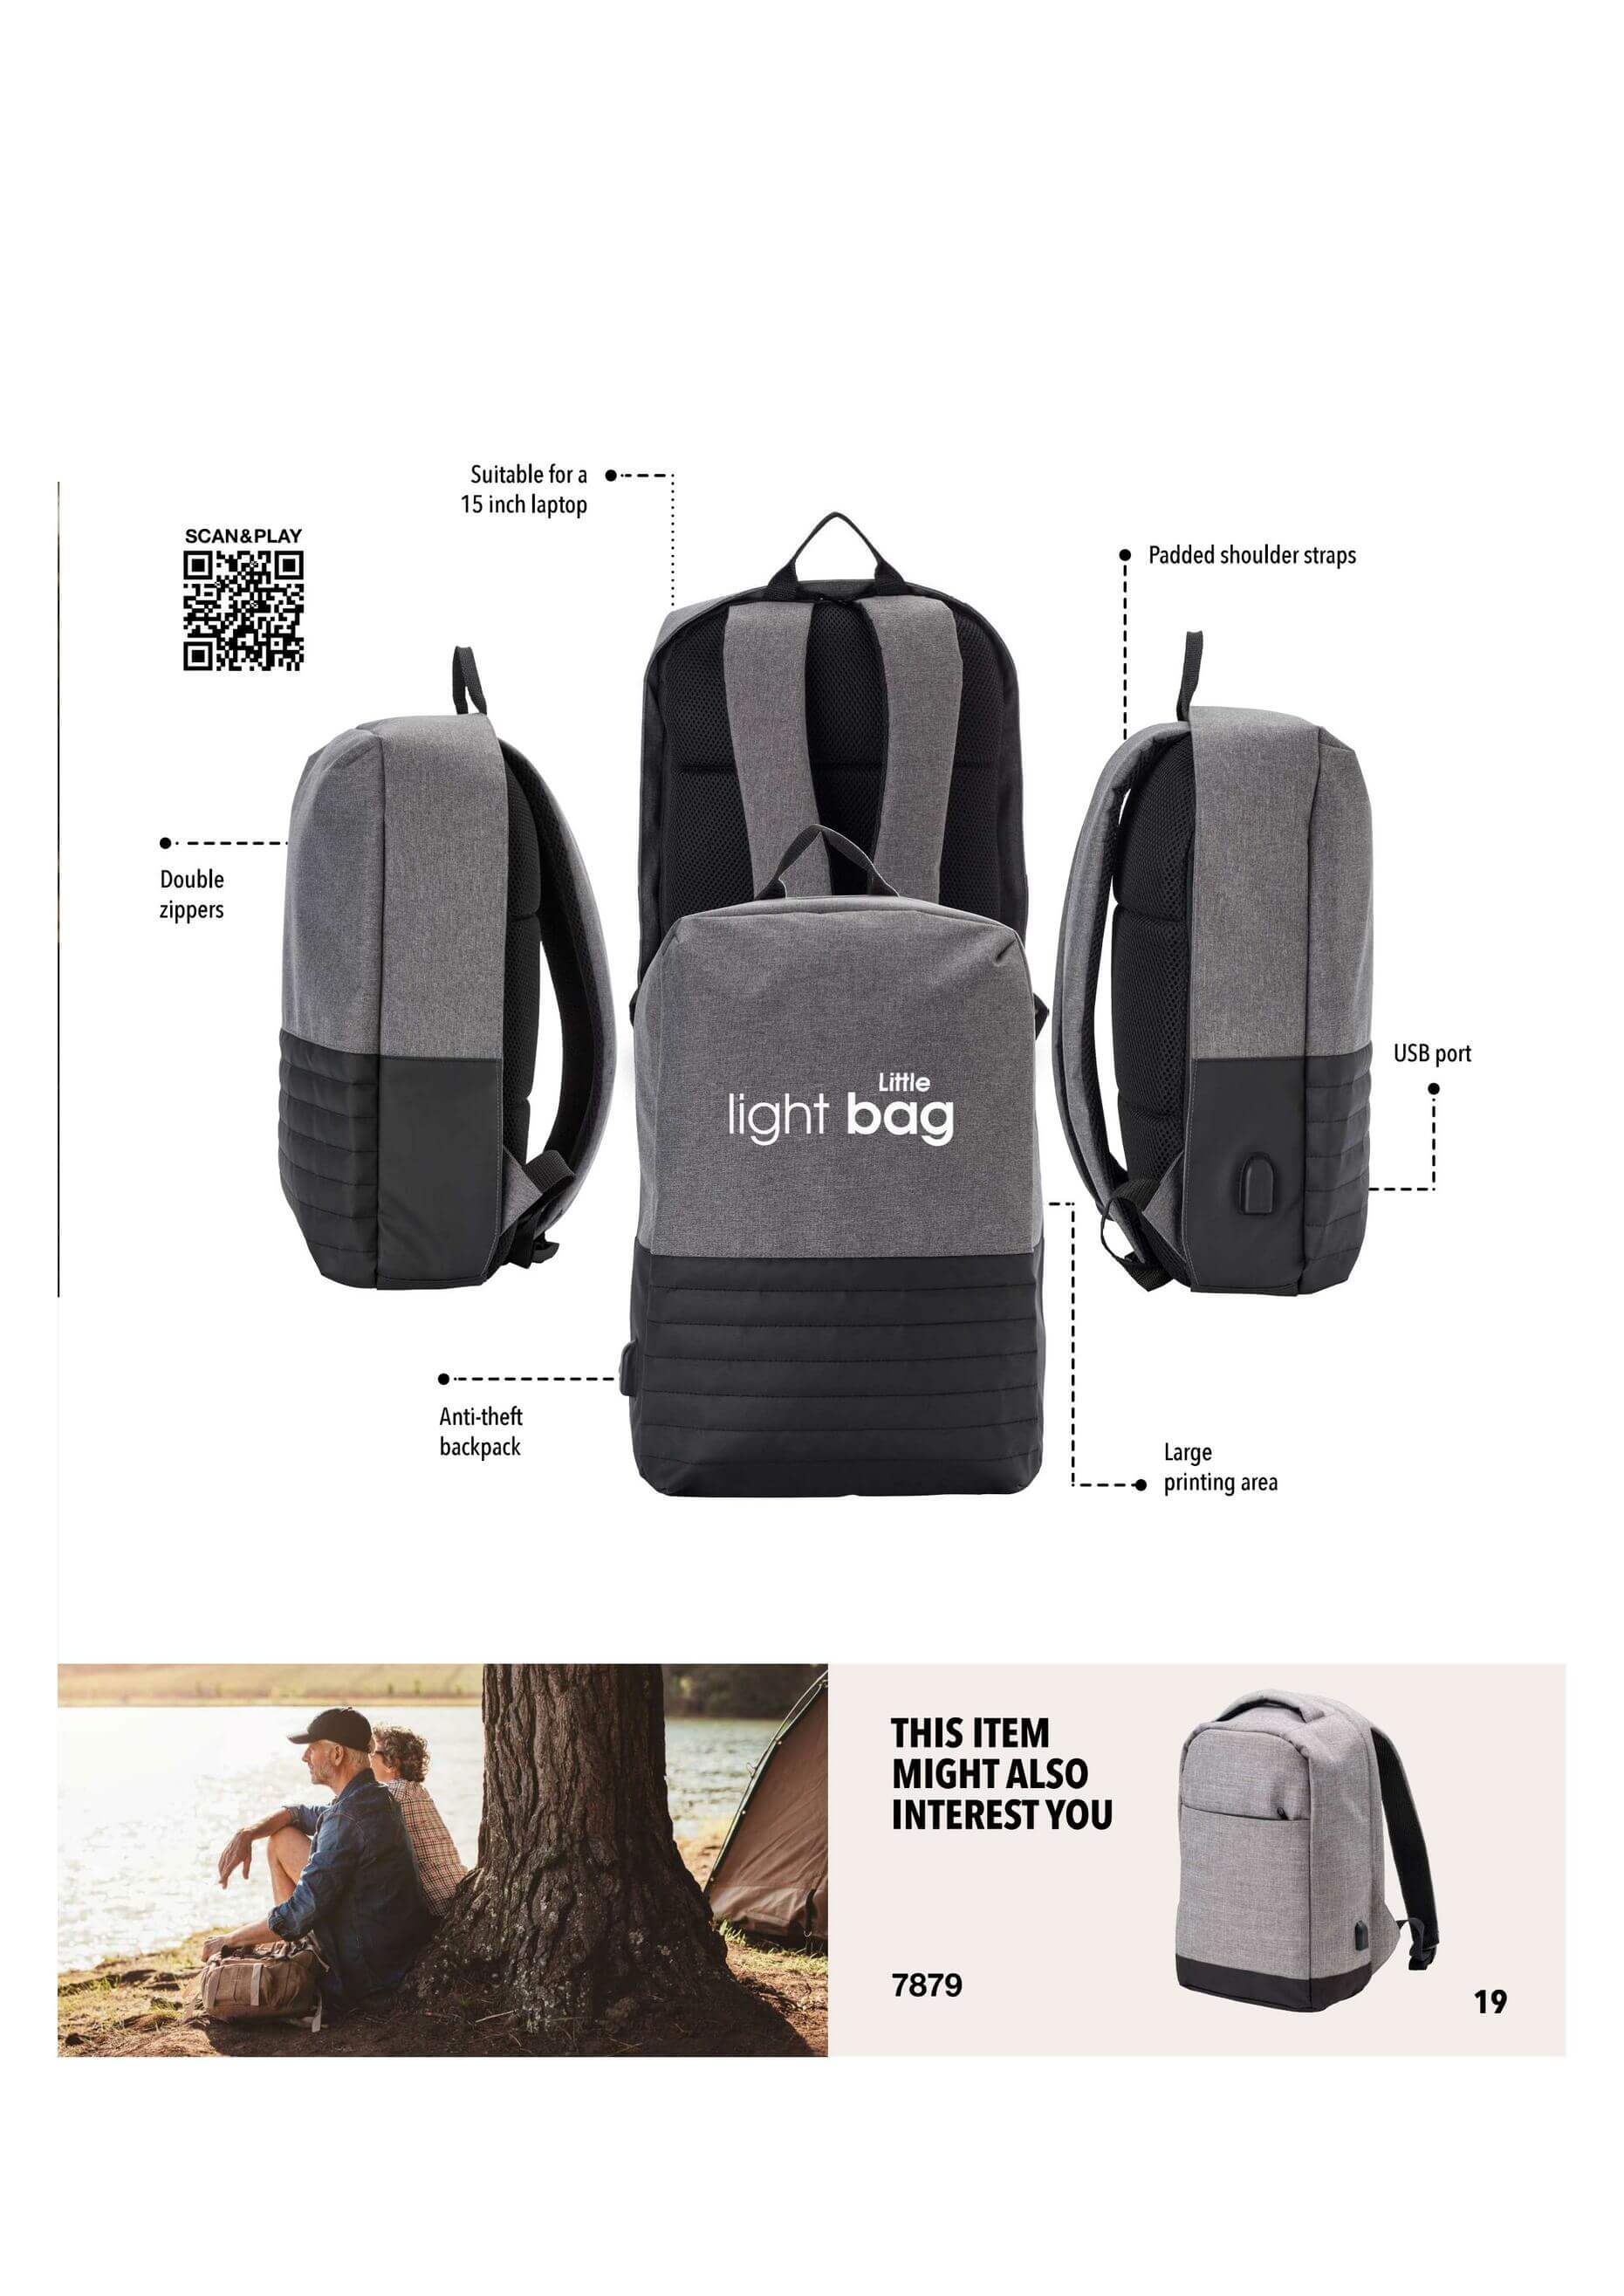 Suitable for a
15 inch laptop
SCAN&PLAY
Padded shoulder straps
Double
zippers
USB port
Little
light bag
Anti-theft
backpack
Large
printing area
THIS ITEM
MIGHT ALSO
INTEREST YOU
7879
19